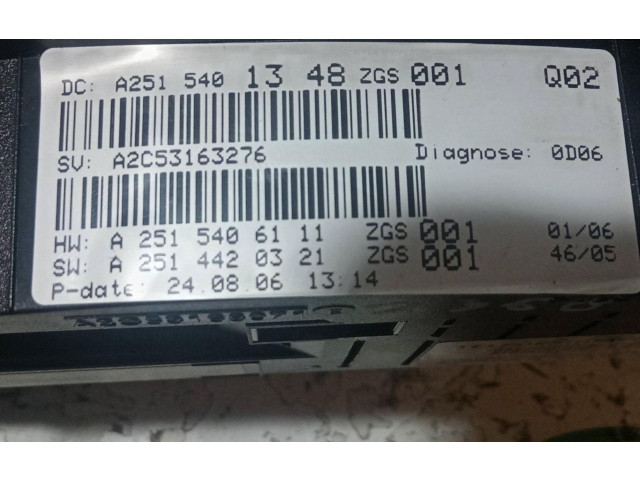 DC: A251 540 13 48 ZGS 001 Q02
SV: A2C53163276 Diagnose: 0D06
HW: A 251 540 61 11 ZGS 001 01/06
SW: A 251 442 03 21 ZGS 001 46/05
P-date: 24.08.06 13:14